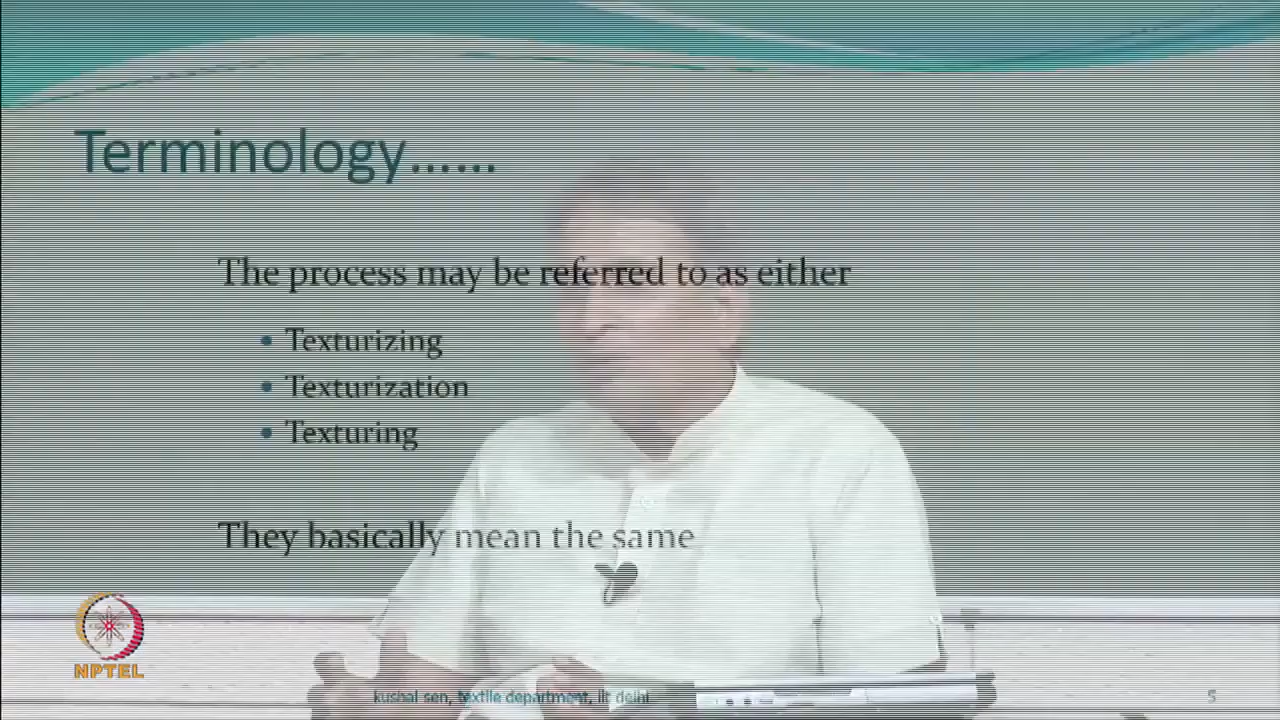 Terminology......
The process may be referred to as either
• Texturizing
• Texturization
• Texturing
They basically mean the same
NPTEL
kushal sen, textile department, iit delhi
5